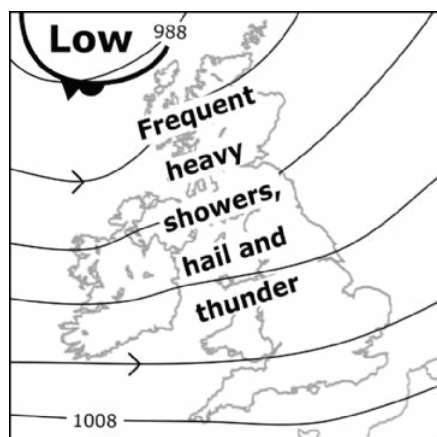 Low
988
Frequent
heavy
showers,
hail and
thunder
1008